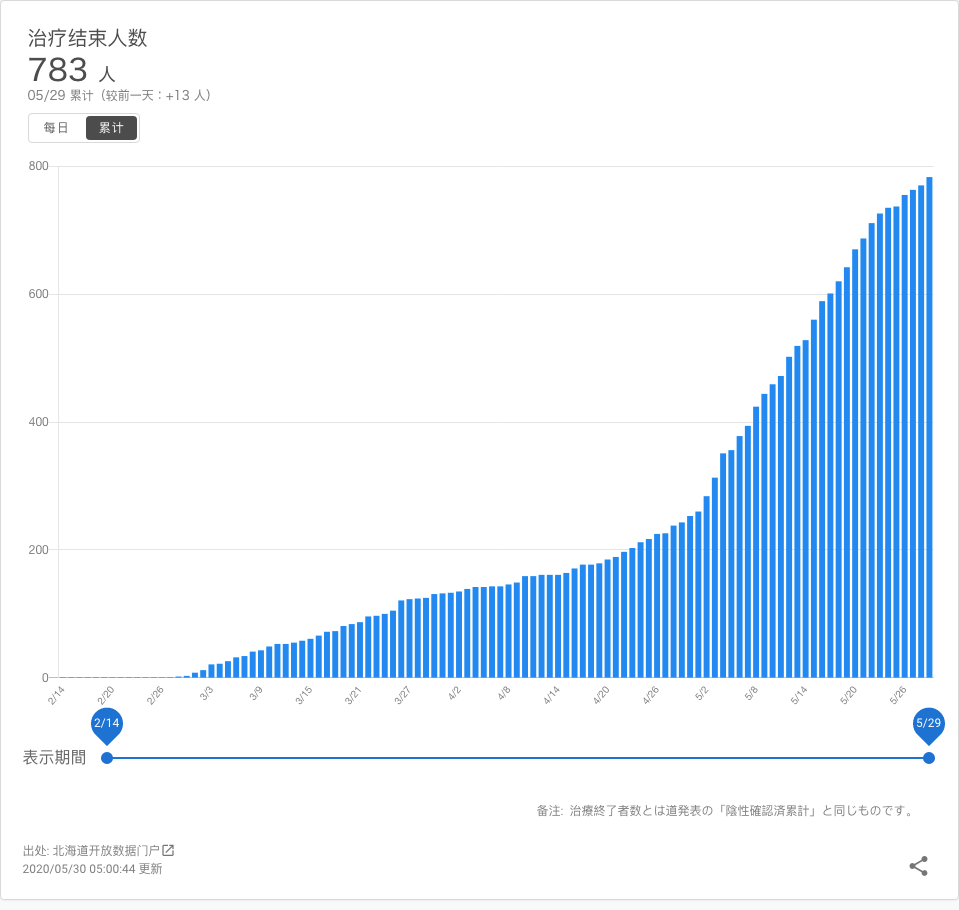 治疗结束人数
783 人
05/29 累计（较前一天：+13 人）
每日 累计
800
600
400
200
0
2/14 2/20 2/26 3/3 3/9 3/15 3/21 3/27 4/2 4/8 4/14 4/20 4/26 5/2 5/8 5/14 5/20 5/26
2/14 5/29
表示期間
备注: 治療終了者数とは道発表の「陰性確認済累計」と同じものです。
出处: 北海道开放数据门户
2020/05/30 05:00:44 更新